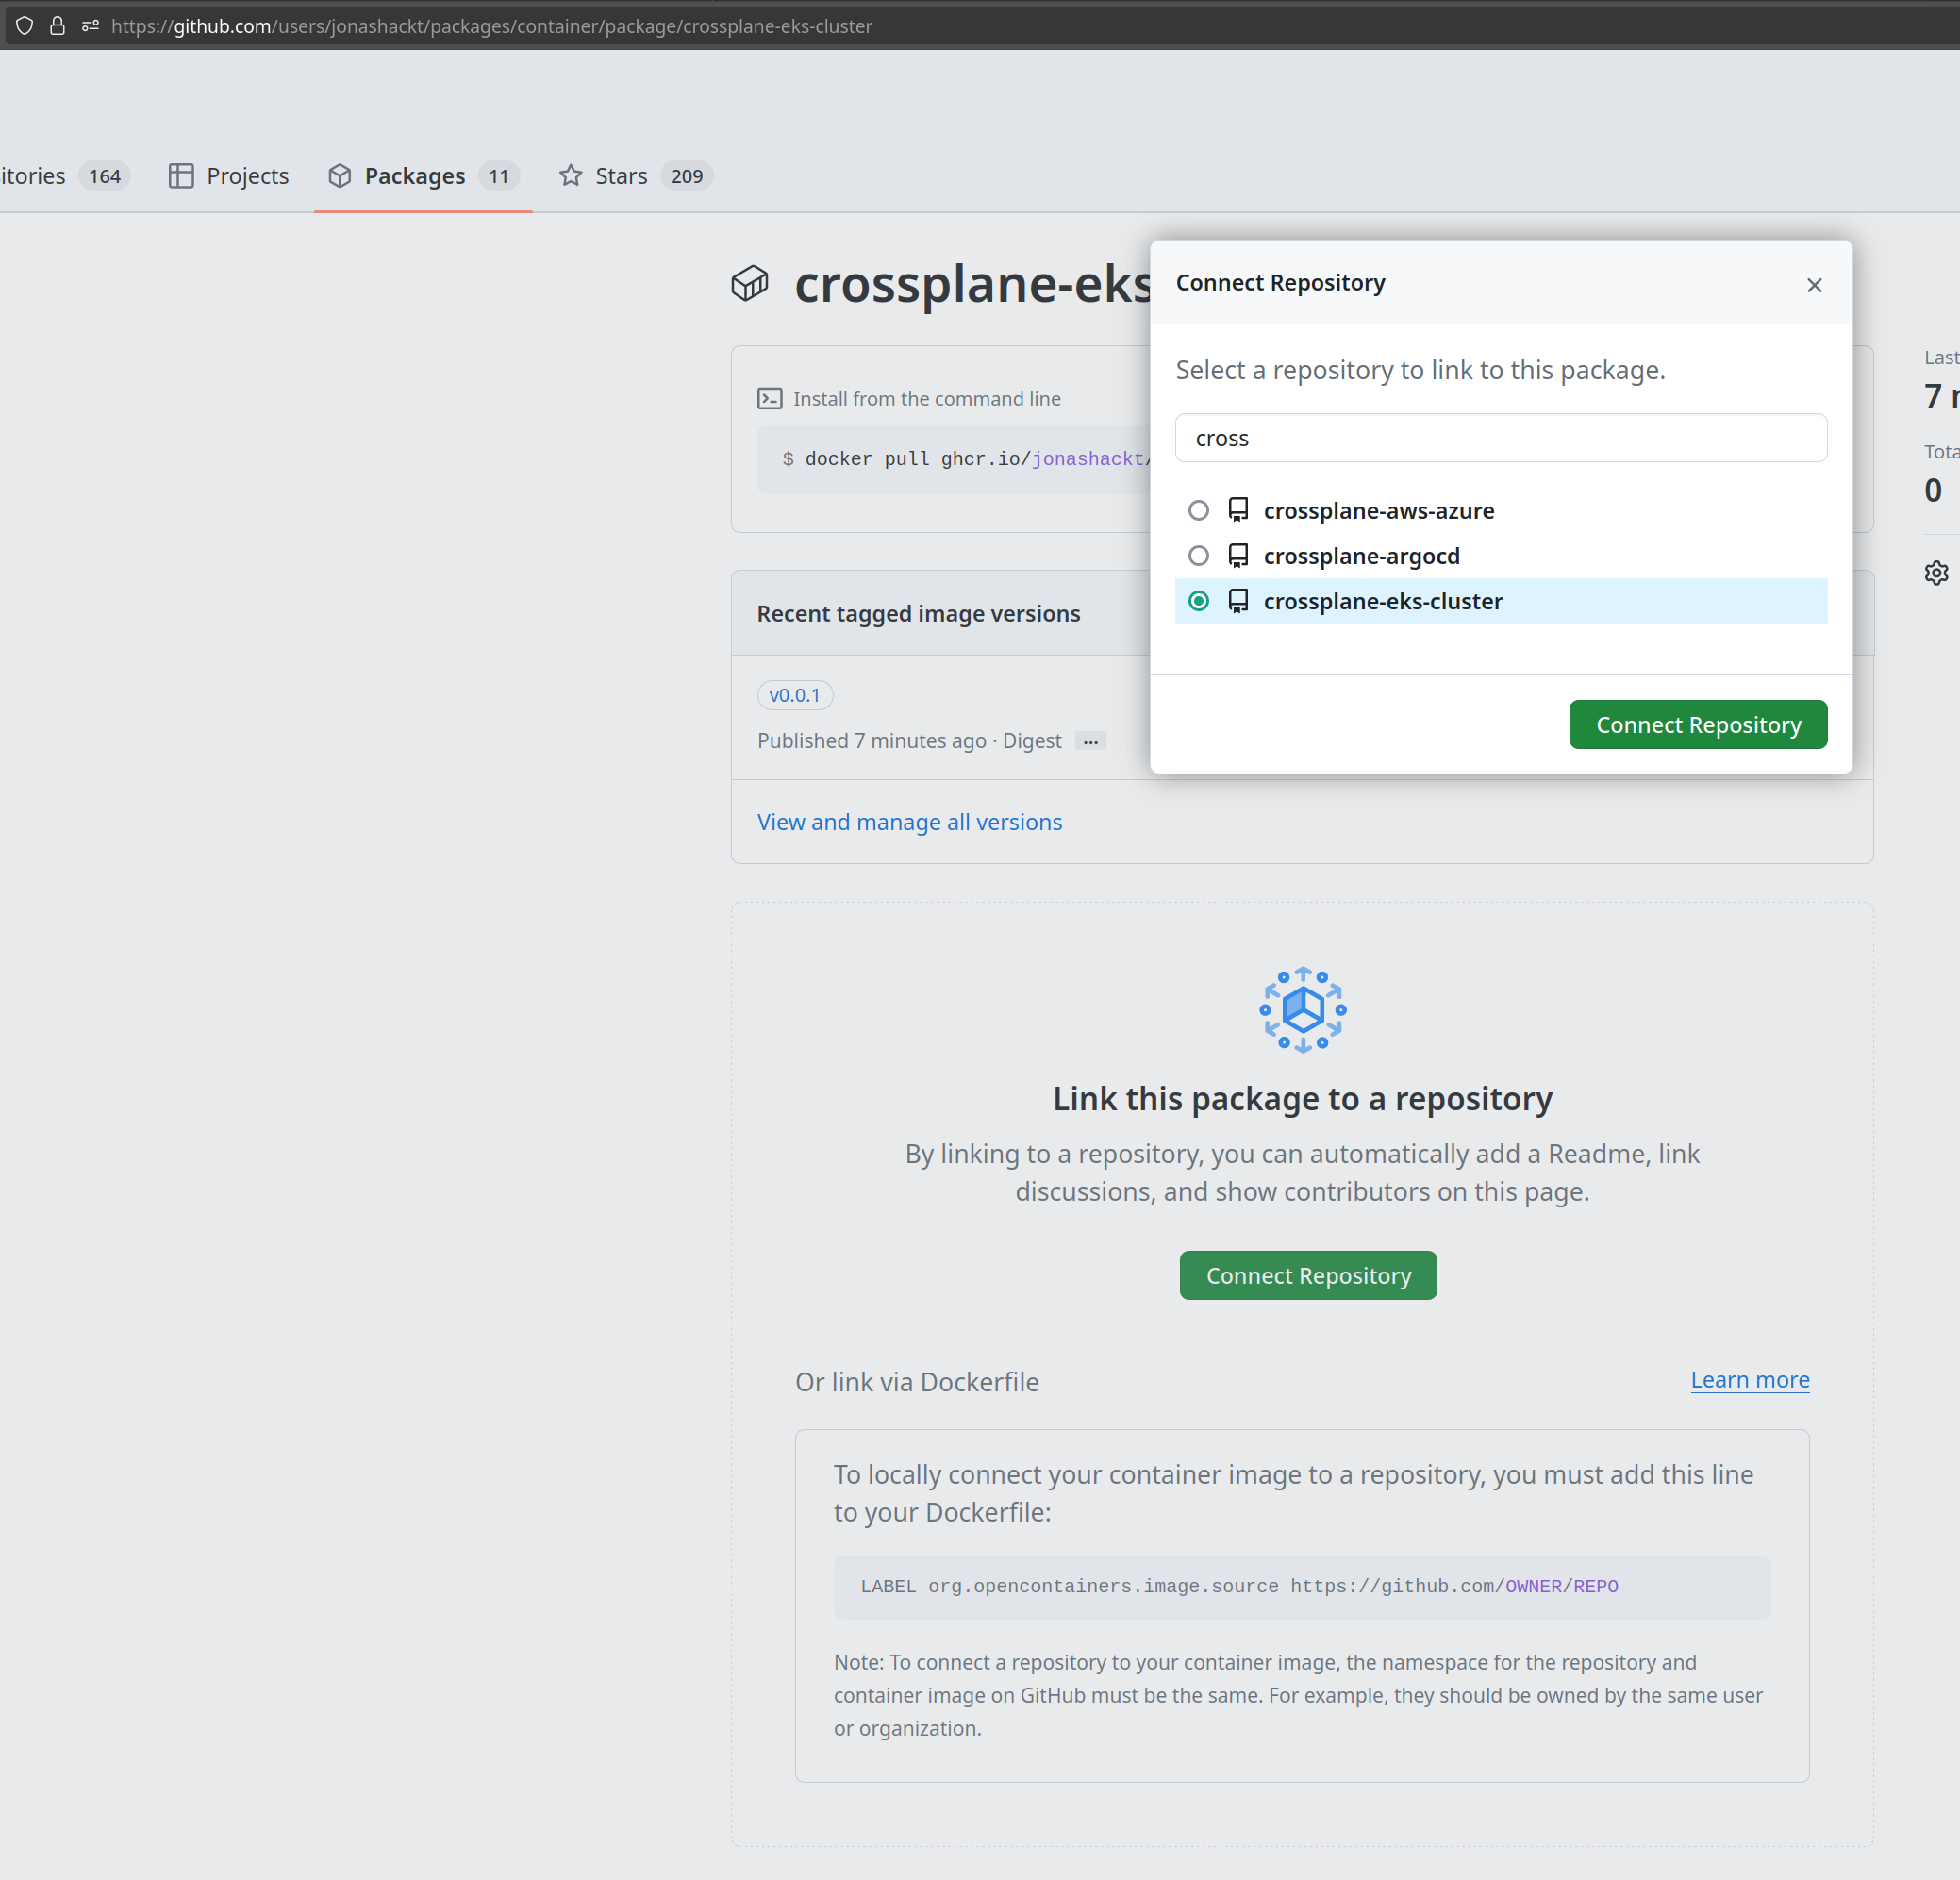 https://github.com/users/jonashackt/packages/container/package/crossplane-eks-cluster
itories 164 Projects Packages 11 Stars 209
crossplane-eks
Connect Repository
Select a repository to link to this package.
cross
crossplane-aws-azure
crossplane-argocd
crossplane-eks-cluster
Connect Repository
Install from the command line
$ docker pull ghcr.io/jonashackt/
Last
7
Tota
0
Recent tagged image versions
v0.0.1
Published 7 minutes ago · Digest ...
View and manage all versions
Link this package to a repository
By linking to a repository, you can automatically add a Readme, link
discussions, and show contributors on this page.
Connect Repository
Or link via Dockerfile
Learn more
To locally connect your container image to a repository, you must add this line
to your Dockerfile:
LABEL org.opencontainers.image.source https://github.com/OWNER/REPO
Note: To connect a repository to your container image, the namespace for the repository and
container image on GitHub must be the same. For example, they should be owned by the same user
or organization.